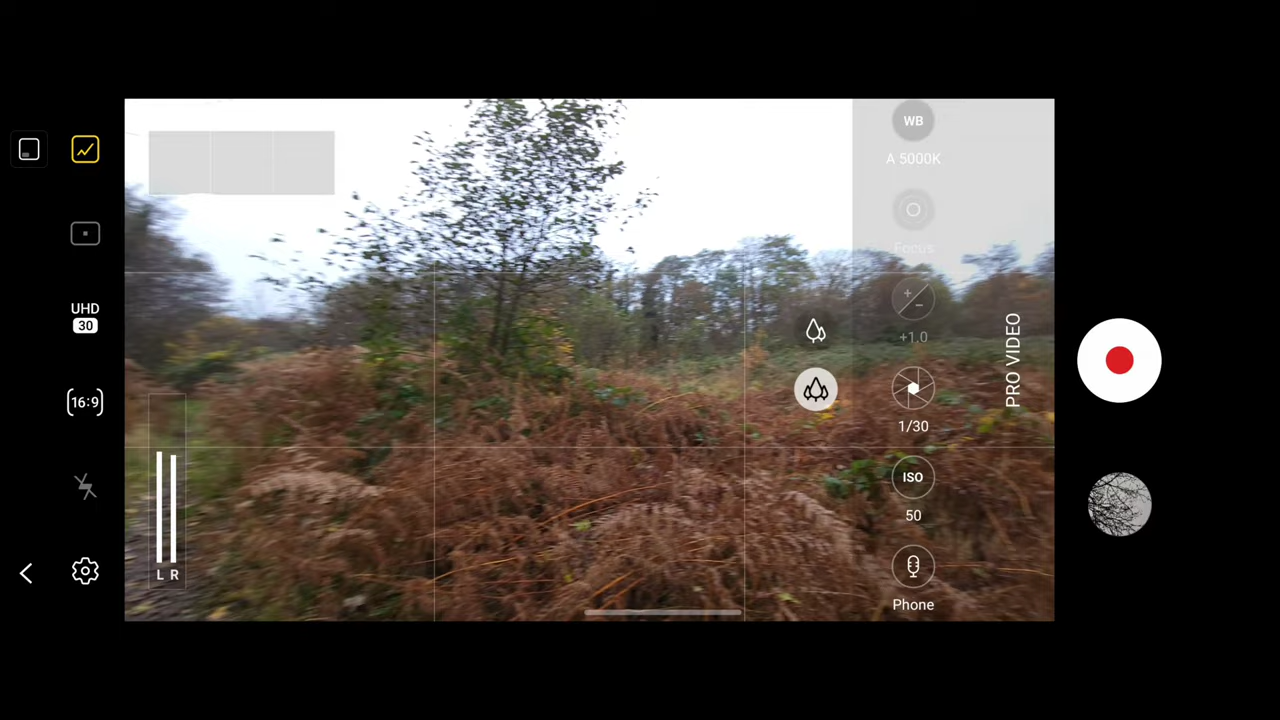 UHD
30
16:9
L R
WB
A 5000K
Focus
+1.0
1/30
ISO
50
Phone
PRO VIDEO